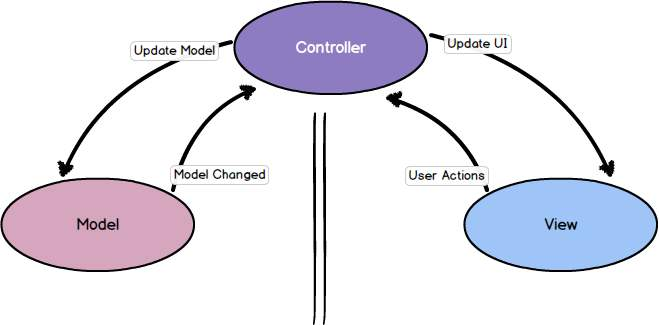 Controller
Update Model
Update UI
Model Changed
User Actions
Model
View